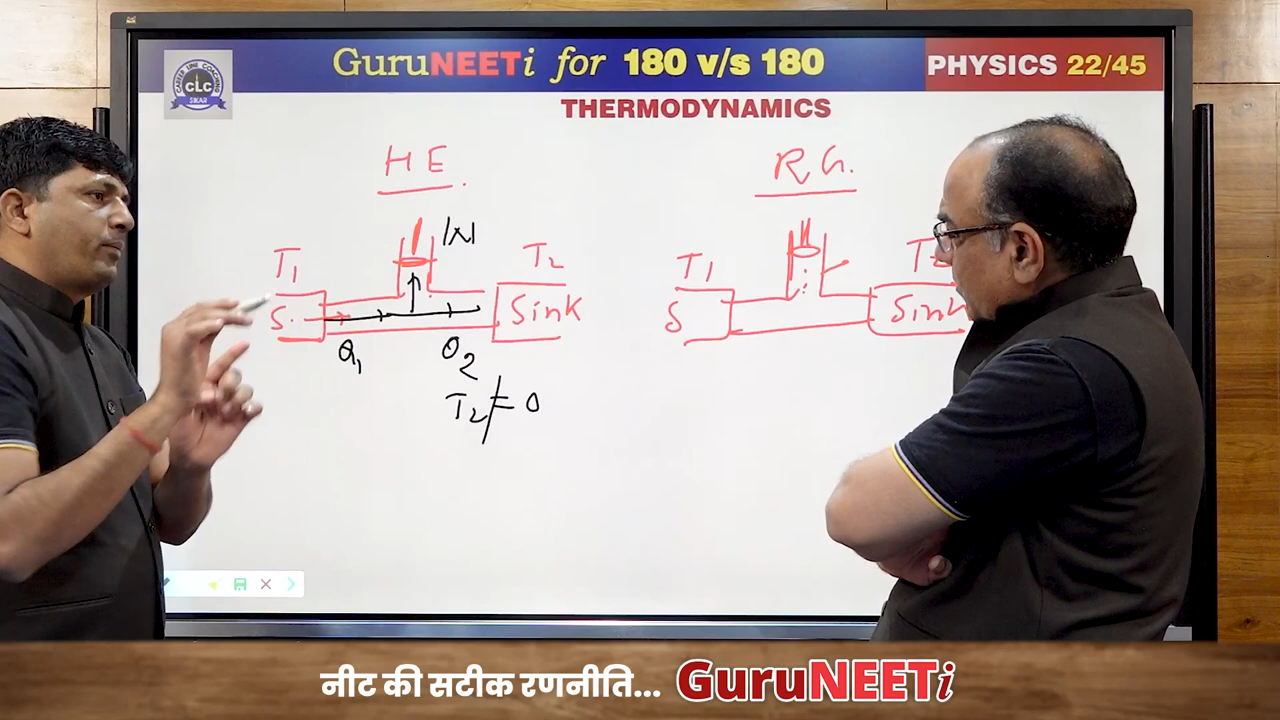 GuruNEETi for 180 v/s 180
PHYSICS 22/45
CAREER LINE COACHING
CLC
SIKAR
THERMODYNAMICS
H E
R G.
W
T1
T2
T1
T2
S.
Sink
S
Sink
Q1
Q2
T2 ≠ 0
नीट की सटीक रणनीति... GuruNEETi